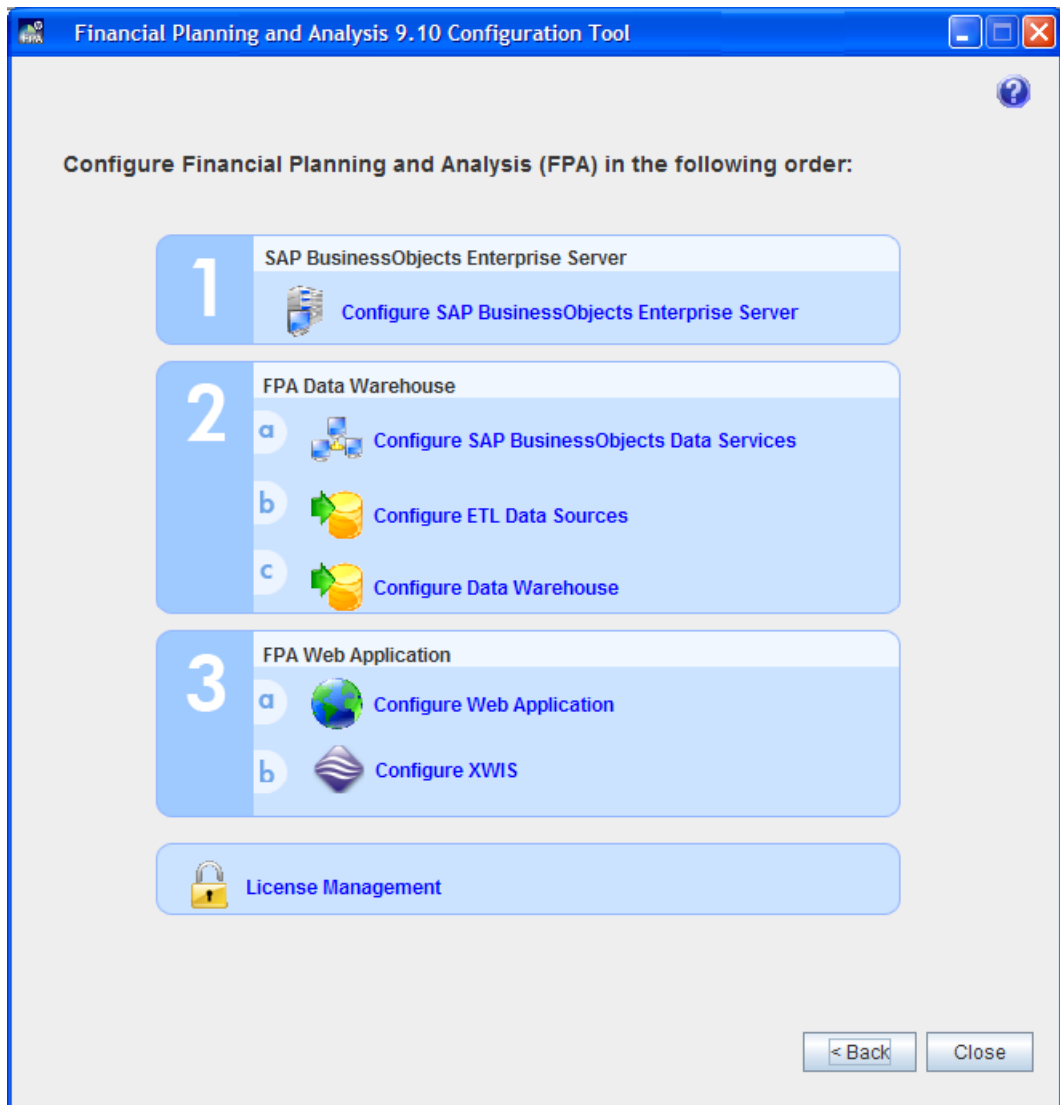 Financial Planning and Analysis 9.10 Configuration Tool
Configure Financial Planning and Analysis (FPA) in the following order:
1
SAP BusinessObjects Enterprise Server
Configure SAP BusinessObjects Enterprise Server
2
FPA Data Warehouse
a
Configure SAP BusinessObjects Data Services
b
Configure ETL Data Sources
c
Configure Data Warehouse
3
FPA Web Application
a
Configure Web Application
b
Configure XWIS
License Management
< Back
Close